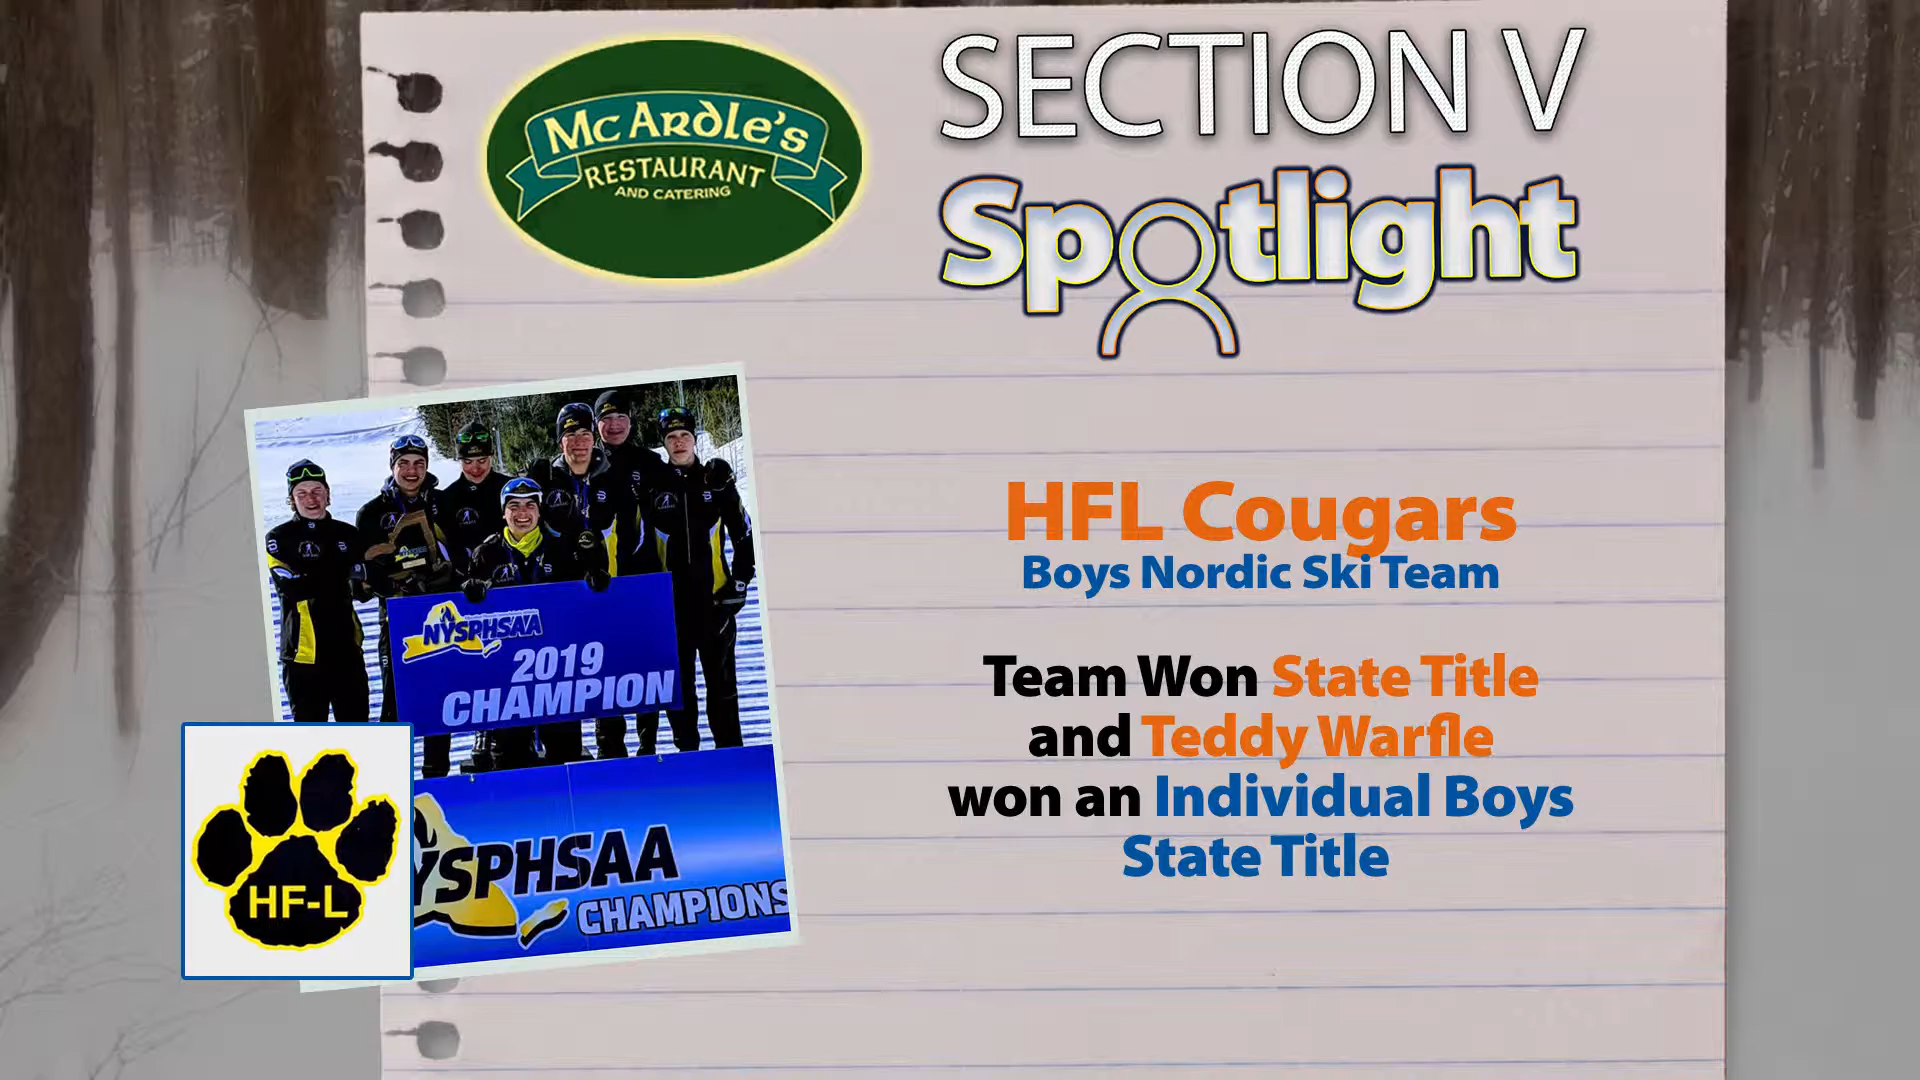 McArdle's
RESTAURANT
AND CATERING
SECTION V
Spotlight
HFL Cougars
Boys Nordic Ski Team
Team Won State Title
and Teddy Warfle
won an Individual Boys
State Title
NYSPHSAA
2019
CHAMPION
YSPHSAA
CHAMPIONS
HF-L